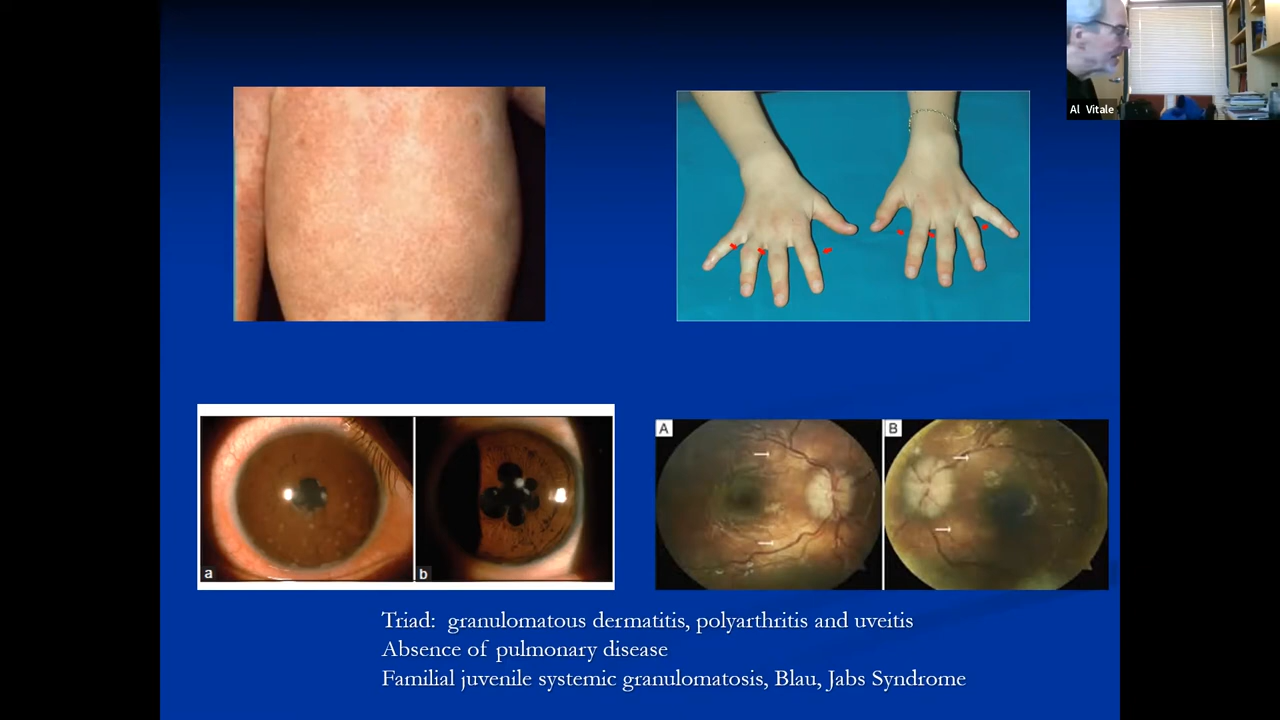 Al Vitale
a
b
A
B
Triad: granulomatous dermatitis, polyarthritis and uveitis
Absence of pulmonary disease
Familial juvenile systemic granulomatosis, Blau, Jabs Syndrome